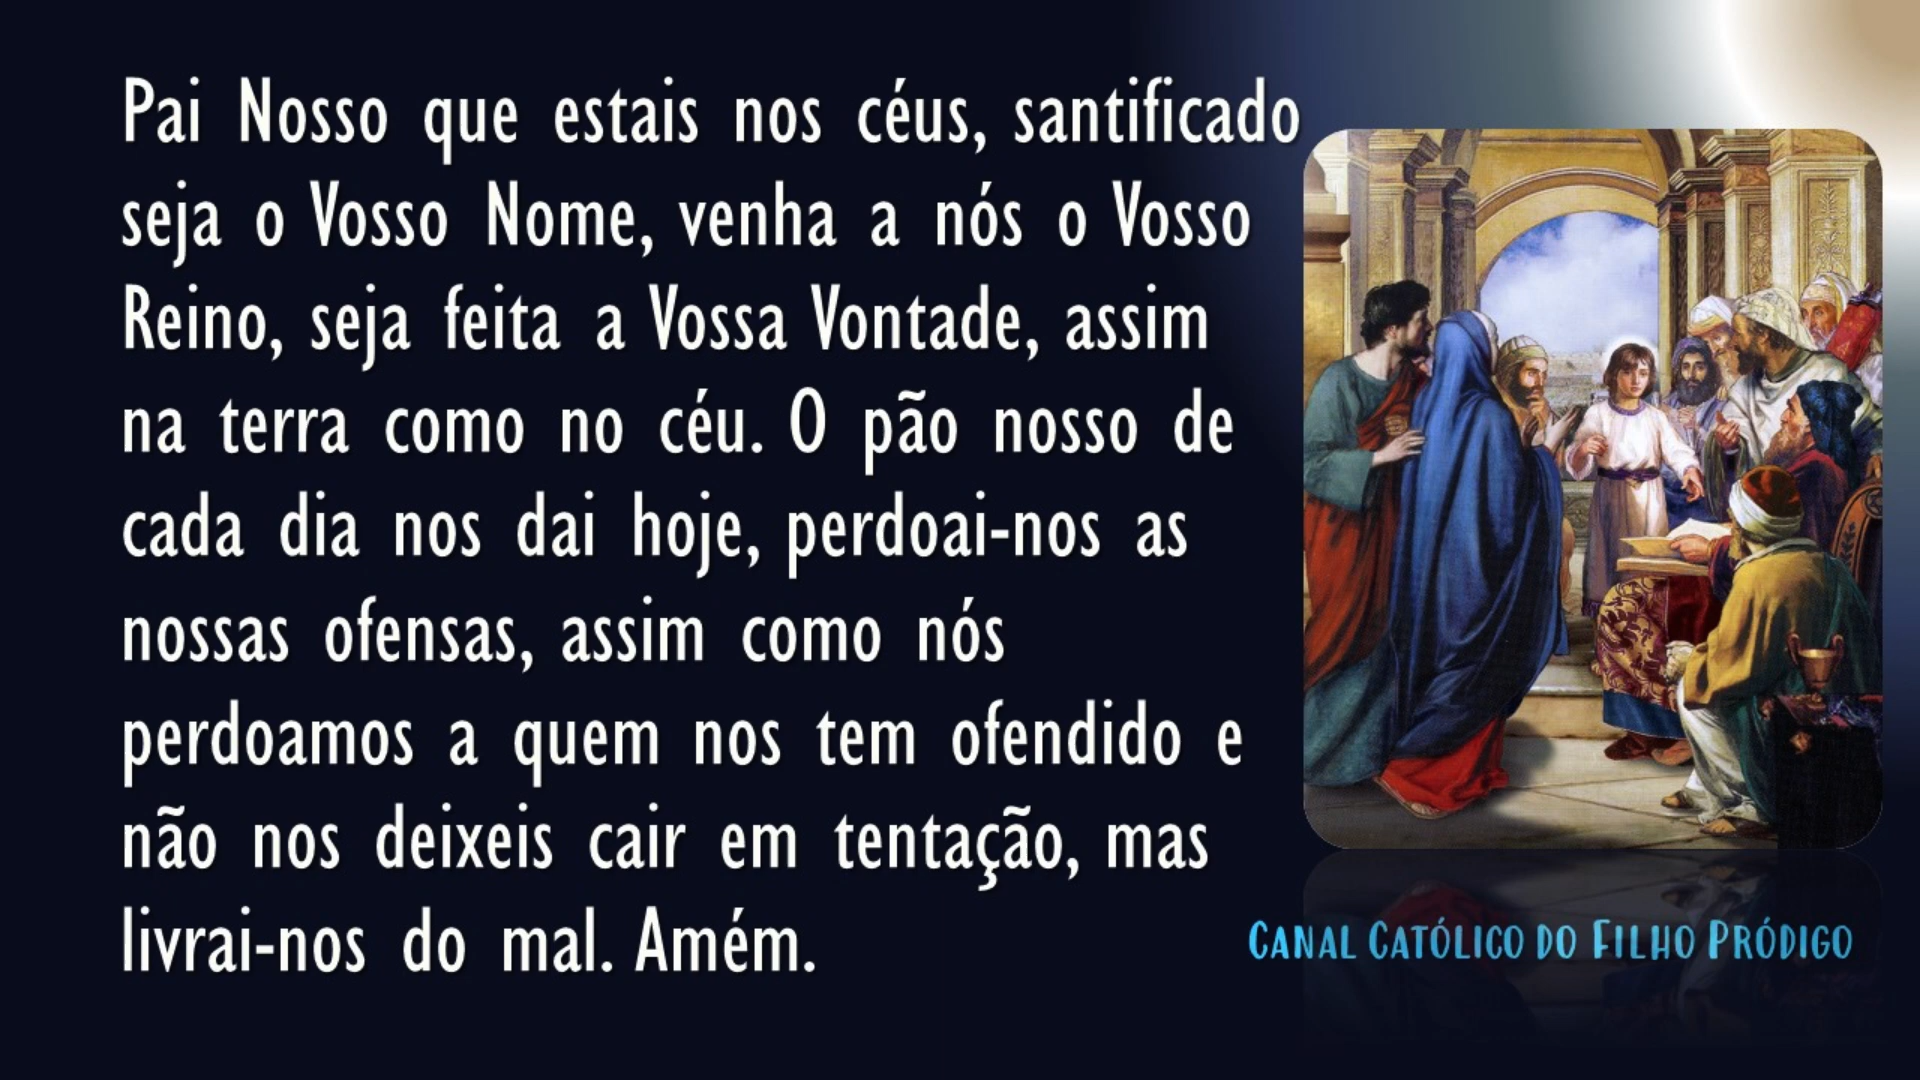 Pai Nosso que estais nos céus, santificado
seja o Vosso Nome, venha a nós o Vosso
Reino, seja feita a Vossa Vontade, assim
na terra como no céu. O pão nosso de
cada dia nos dai hoje, perdoai-nos as
nossas ofensas, assim como nós
perdoamos a quem nos tem ofendido e
não nos deixeis cair em tentação, mas
livrai-nos do mal. Amém.
Canal Católico do Filho Pródigo